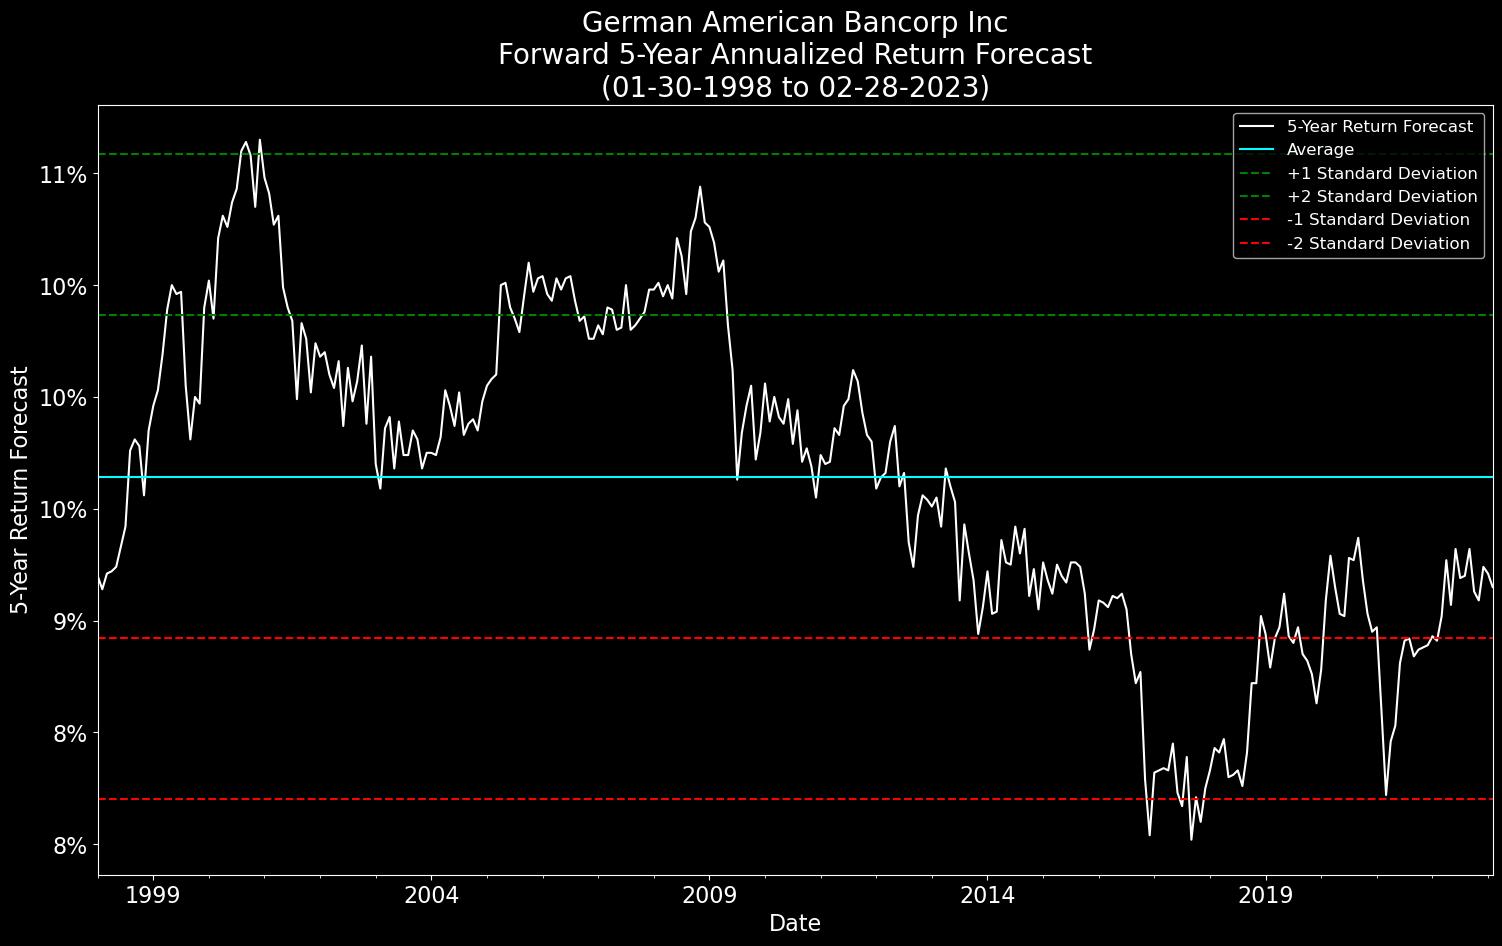 German American Bancorp Inc
Forward 5-Year Annualized Return Forecast
(01-30-1998 to 02-28-2023)
5-Year Return Forecast
Average
+1 Standard Deviation
+2 Standard Deviation
-1 Standard Deviation
-2 Standard Deviation
5-Year Return Forecast
11%
10%
10%
10%
9%
8%
8%
1999
2004
2009
2014
2019
Date